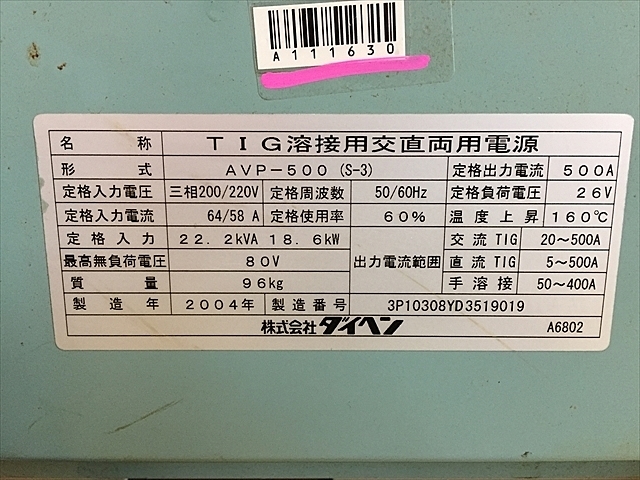 A111630
名称 TIG溶接用交直両用電源
形式 AVP-500 (S-3) 定格出力電流 500A
定格入力電圧 三相200/220V 定格周波数 50/60Hz 定格負荷電圧 26V
定格入力電流 64/58 A 定格使用率 60% 温度上昇 160℃
定格入力 22.2kVA 18.6kW 出力電流範囲 交流TIG 20~500A
最高無負荷電圧 80V 直流TIG 5~500A
質量 96kg 手溶接 50~400A
製造年 2004年 製造番号 3P10308YD3519019
株式会社ダイヘン A6802